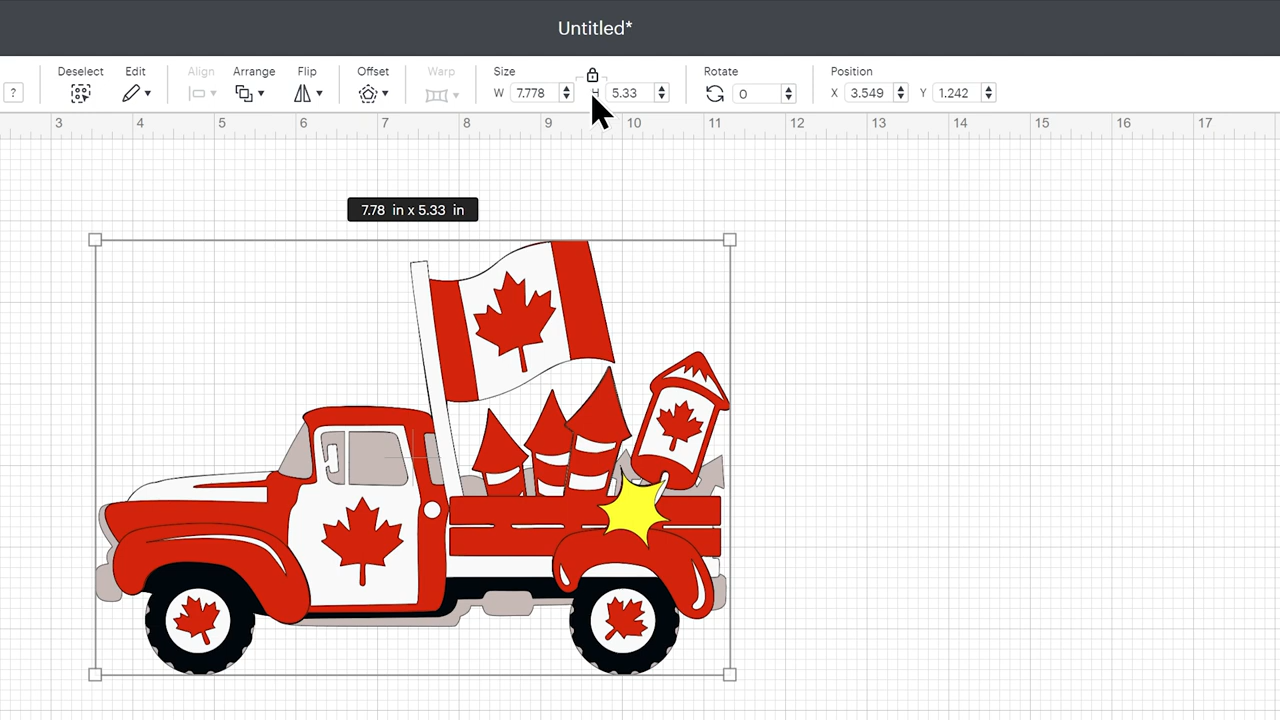 Untitled*
Deselect Edit Align Arrange Flip Offset Warp Size Rotate Position
? W 7.778 H 5.33 0 X 3.549 Y 1.242
3 4 5 6 7 8 9 10 11 12 13 14 15 16 17
7.78 in x 5.33 in